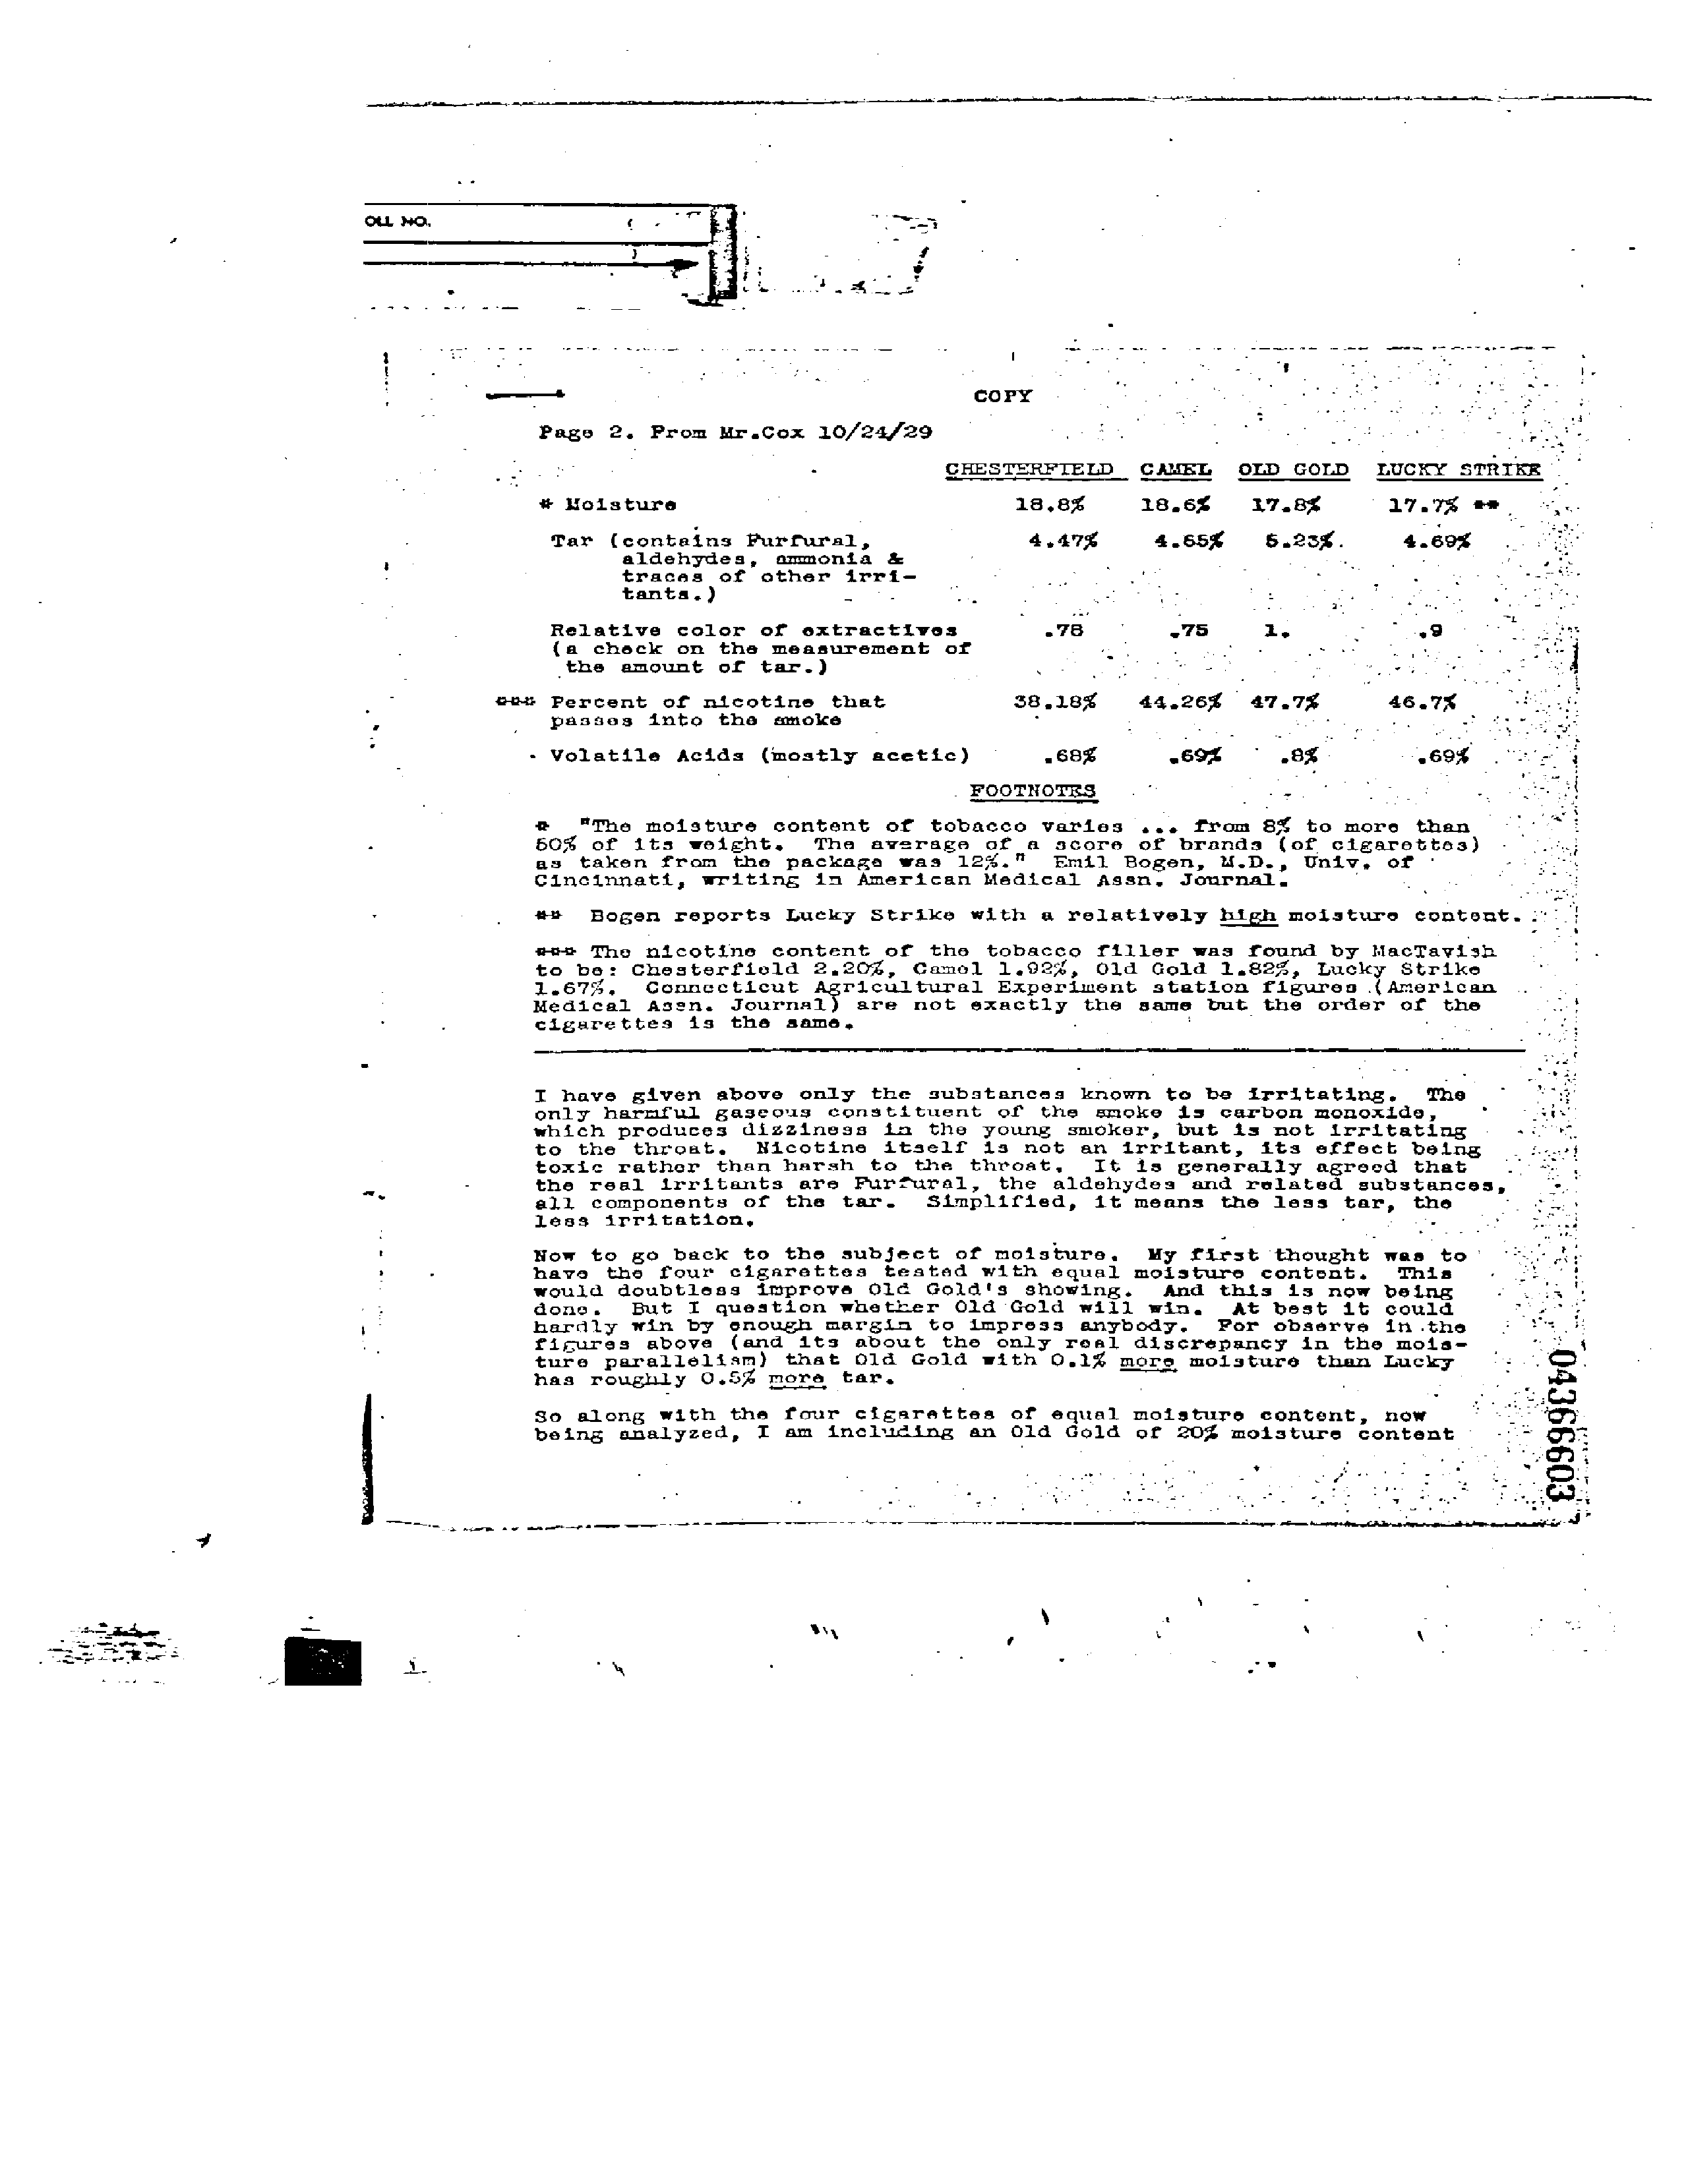 OLL NO.
COPY
Page 2. From Mr.Cox 10/24/29
CHESTERFIELD CAMEL OLD GOLD LUCKY STRIKE
* Moisture 18.8% 18.6% 17.8% 17.7% **
Tar (contains Furfural, 4.47% 4.65% 5.23%. 4.69%
aldehydes, ammonia &
traces of other irri-
tants.)
Relative color of extractives .78 .75 1. .9
(a check on the measurement of
the amount of tar.)
*** Percent of nicotine that 38.18% 44.26% 47.7% 46.7%
passes into the smoke
Volatile Acids (mostly acetic) .68% .69% .8% .69%
FOOTNOTES
* "The moisture content of tobacco varies ... from 8% to more than
50% of its weight. The average of a score of brands (of cigarettes)
as taken from the package was 12%." Emil Bogen, M.D., Univ. of
Cincinnati, writing in American Medical Assn. Journal.
** Bogen reports Lucky Strike with a relatively high moisture content.
*** The nicotine content of the tobacco filler was found by MacTavish
to be: Chesterfield 2.20%, Camel 1.92%, Old Gold 1.82%, Lucky Strike
1.67%. Connecticut Agricultural Experiment station figures (American
Medical Assn. Journal) are not exactly the same but the order of the
cigarettes is the same.
I have given above only the substances known to be irritating. The
only harmful gaseous constituent of the smoke is carbon monoxide,
which produces dizziness in the young smoker, but is not irritating
to the throat. Nicotine itself is not an irritant, its effect being
toxic rather than harsh to the throat. It is generally agreed that
the real irritants are Furfural, the aldehydes and related substances,
all components of the tar. Simplified, it means the less tar, the
less irritation.
Now to go back to the subject of moisture. My first thought was to
have the four cigarettes tested with equal moisture content. This
would doubtless improve Old Gold's showing. And this is now being
done. But I question whether Old Gold will win. At best it could
hardly win by enough margin to impress anybody. For observe in the
figures above (and its about the only real discrepancy in the mois-
ture parallelism) that Old Gold with 0.1% more moisture than Lucky
has roughly 0.5% more tar.
So along with the four cigarettes of equal moisture content, now
being analyzed, I am including an Old Gold of 20% moisture content
04366603